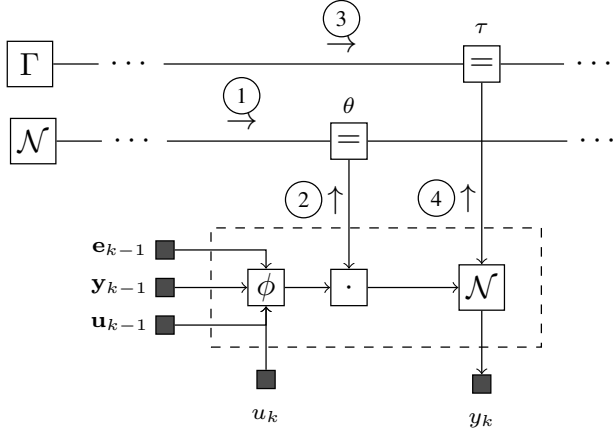 3
τ
Γ ··· = ···
1
θ
𝒩 ··· = ···
2 4
e_{k−1}
y_{k−1} ϕ · 𝒩
u_{k−1}
u_k y_k